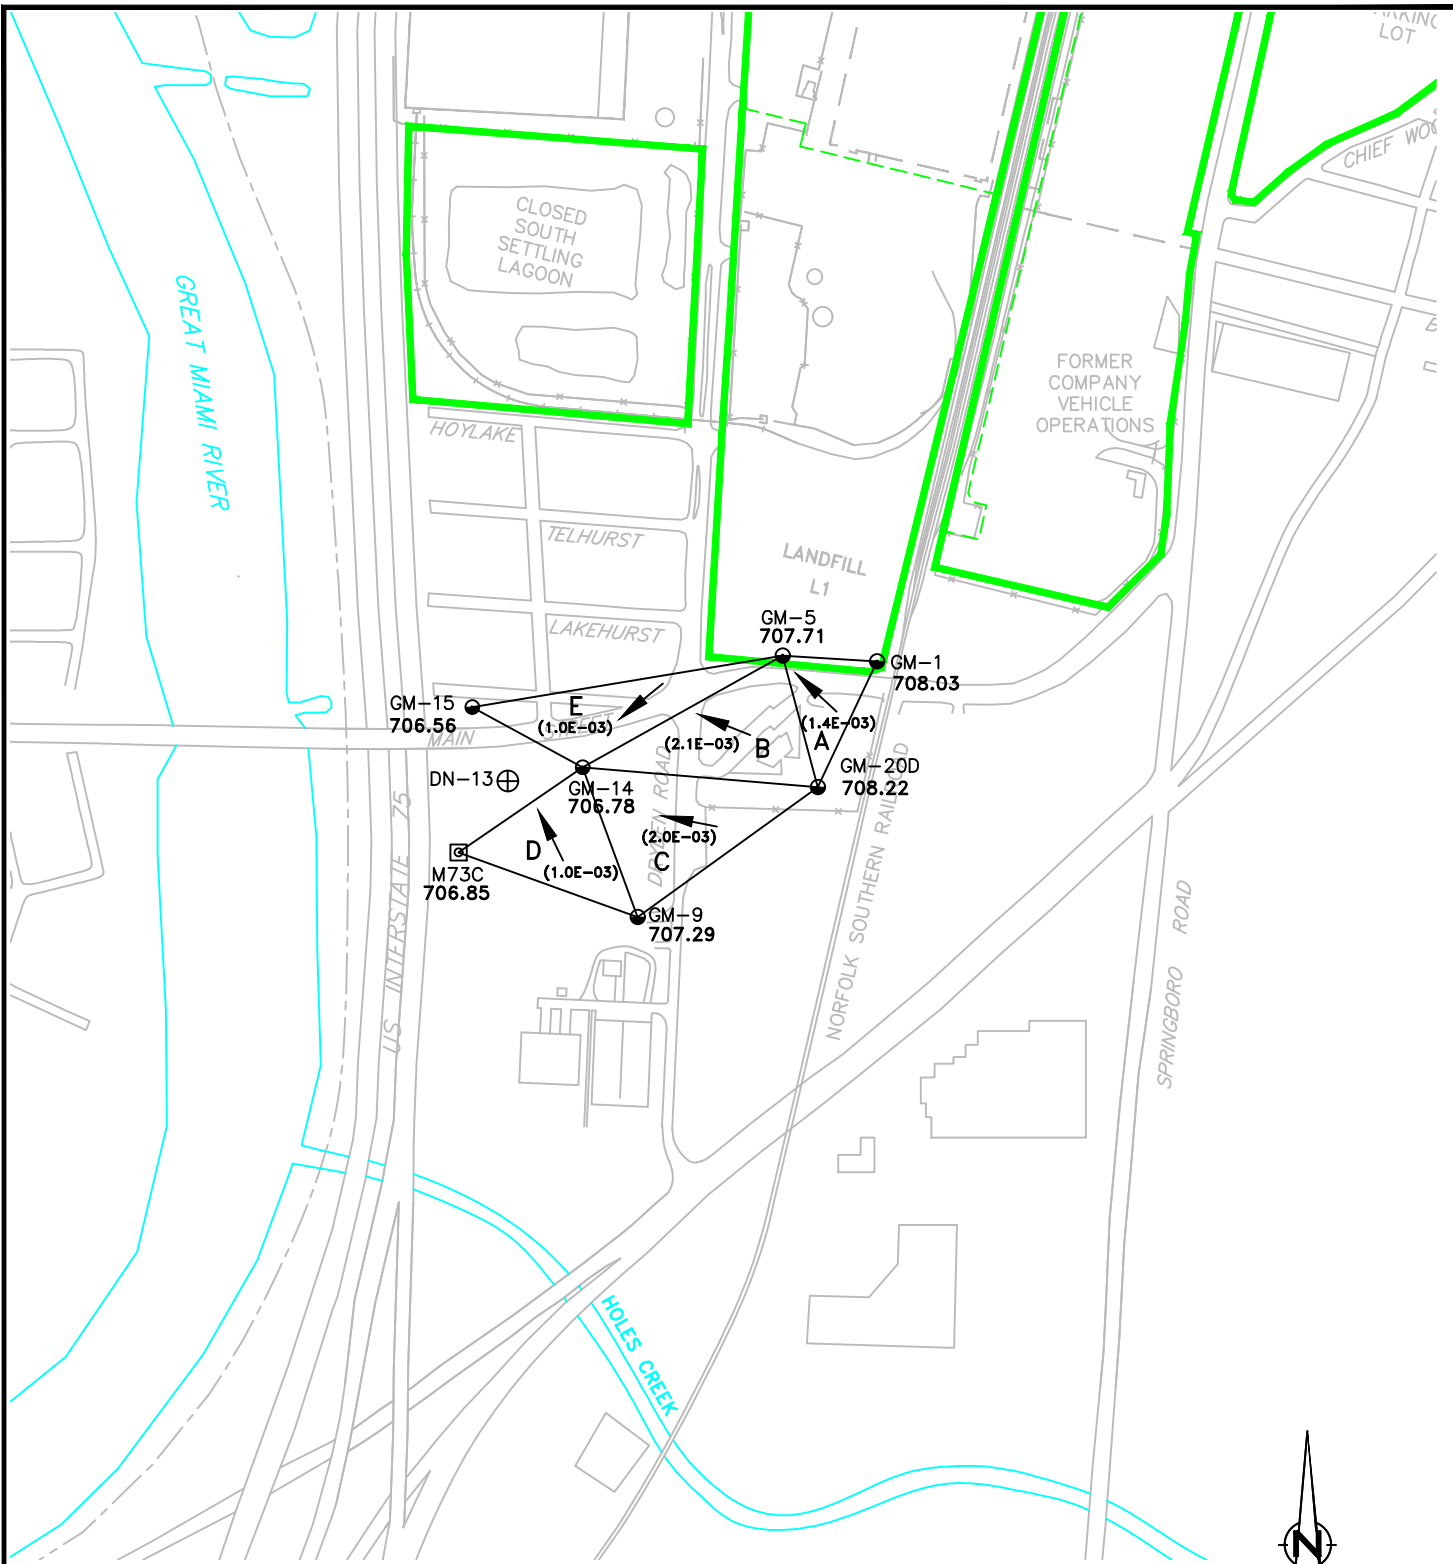 LOT
CHIEF
CLOSED
SOUTH
SETTLING
LAGOON
GREAT MIAMI RIVER
FORMER
COMPANY
VEHICLE
OPERATIONS
HOYLAKE
TELHURST
LANDFILL
L1
LAKEHURST
GM-5
707.71
GM-1
708.03
GM-15
706.56
E
(1.0E-03)
STREET
MAIN
(1.4E-03)
A
(2.1E-03)
B
DN-13
GM-14
706.78
GM-20D
708.22
(2.0E-03)
C
D
(1.0E-03)
M73C
706.85
GM-9
707.29
DRYDEN ROAD
US INTERSTATE 75
NORFOLK SOUTHERN RAILROAD
SPRINGBORO ROAD
HOLES CREEK
N